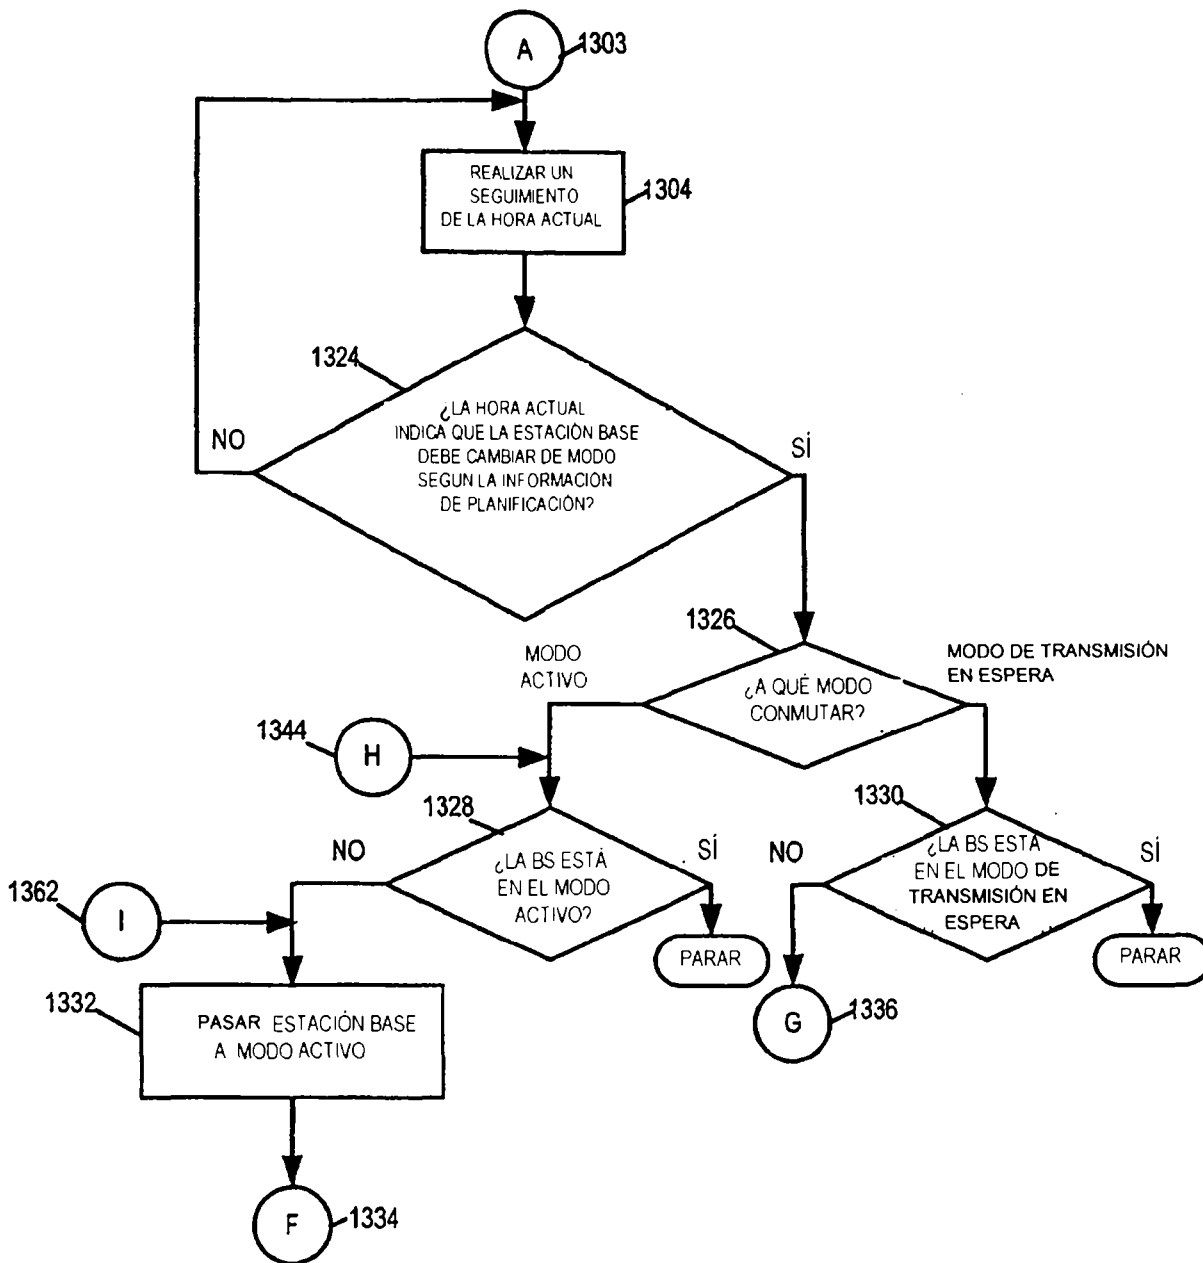 A
1303
REALIZAR UN
SEGUIMIENTO
DE LA HORA ACTUAL
1304
1324
¿LA HORA ACTUAL
INDICA QUE LA ESTACIÓN BASE
DEBE CAMBIAR DE MODO
SEGUN LA INFORMACION
DE PLANIFICACIÓN?
NO
SÍ
1326
MODO
ACTIVO
¿A QUÉ MODO
CONMUTAR?
MODO DE TRANSMISIÓN
EN ESPERA
1344
H
1328
¿LA BS ESTÁ
EN EL MODO
ACTIVO?
NO
SÍ
PARAR
1330
¿LA BS ESTÁ
EN EL MODO DE
TRANSMISIÓN EN
ESPERA
NO
SÍ
PARAR
1362
I
G
1336
1332
PASAR ESTACIÓN BASE
A MODO ACTIVO
F
1334